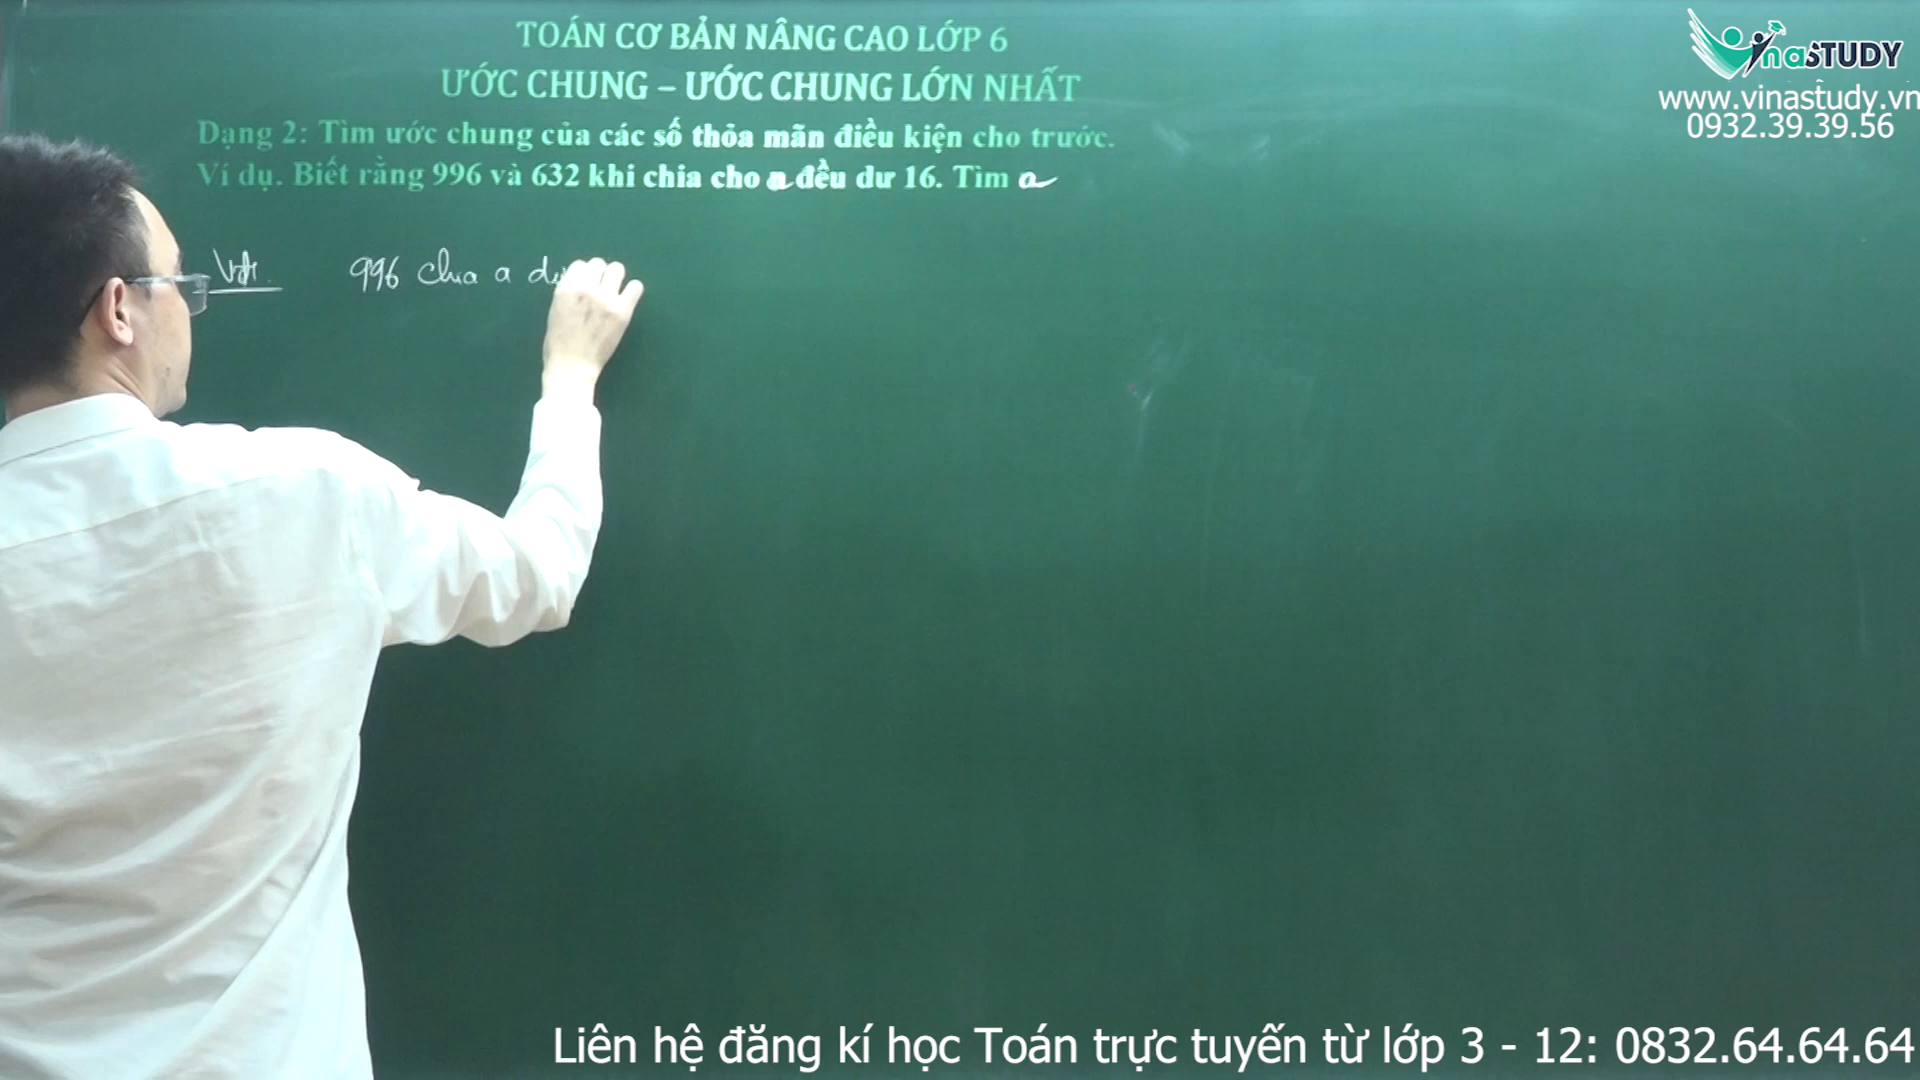 TOÁN CƠ BẢN NÂNG CAO LỚP 6
ƯỚC CHUNG – ƯỚC CHUNG LỚN NHẤT
Dạng 2: Tìm ước chung của các số thỏa mãn điều kiện cho trước.
Ví dụ. Biết rằng 996 và 632 khi chia cho a đều dư 16. Tìm a
996 chia a dư
VinaSTUDY
www.vinastudy.vn
0932.39.39.56
Liên hệ đăng kí học Toán trực tuyến từ lớp 3 - 12: 0832.64.64.64